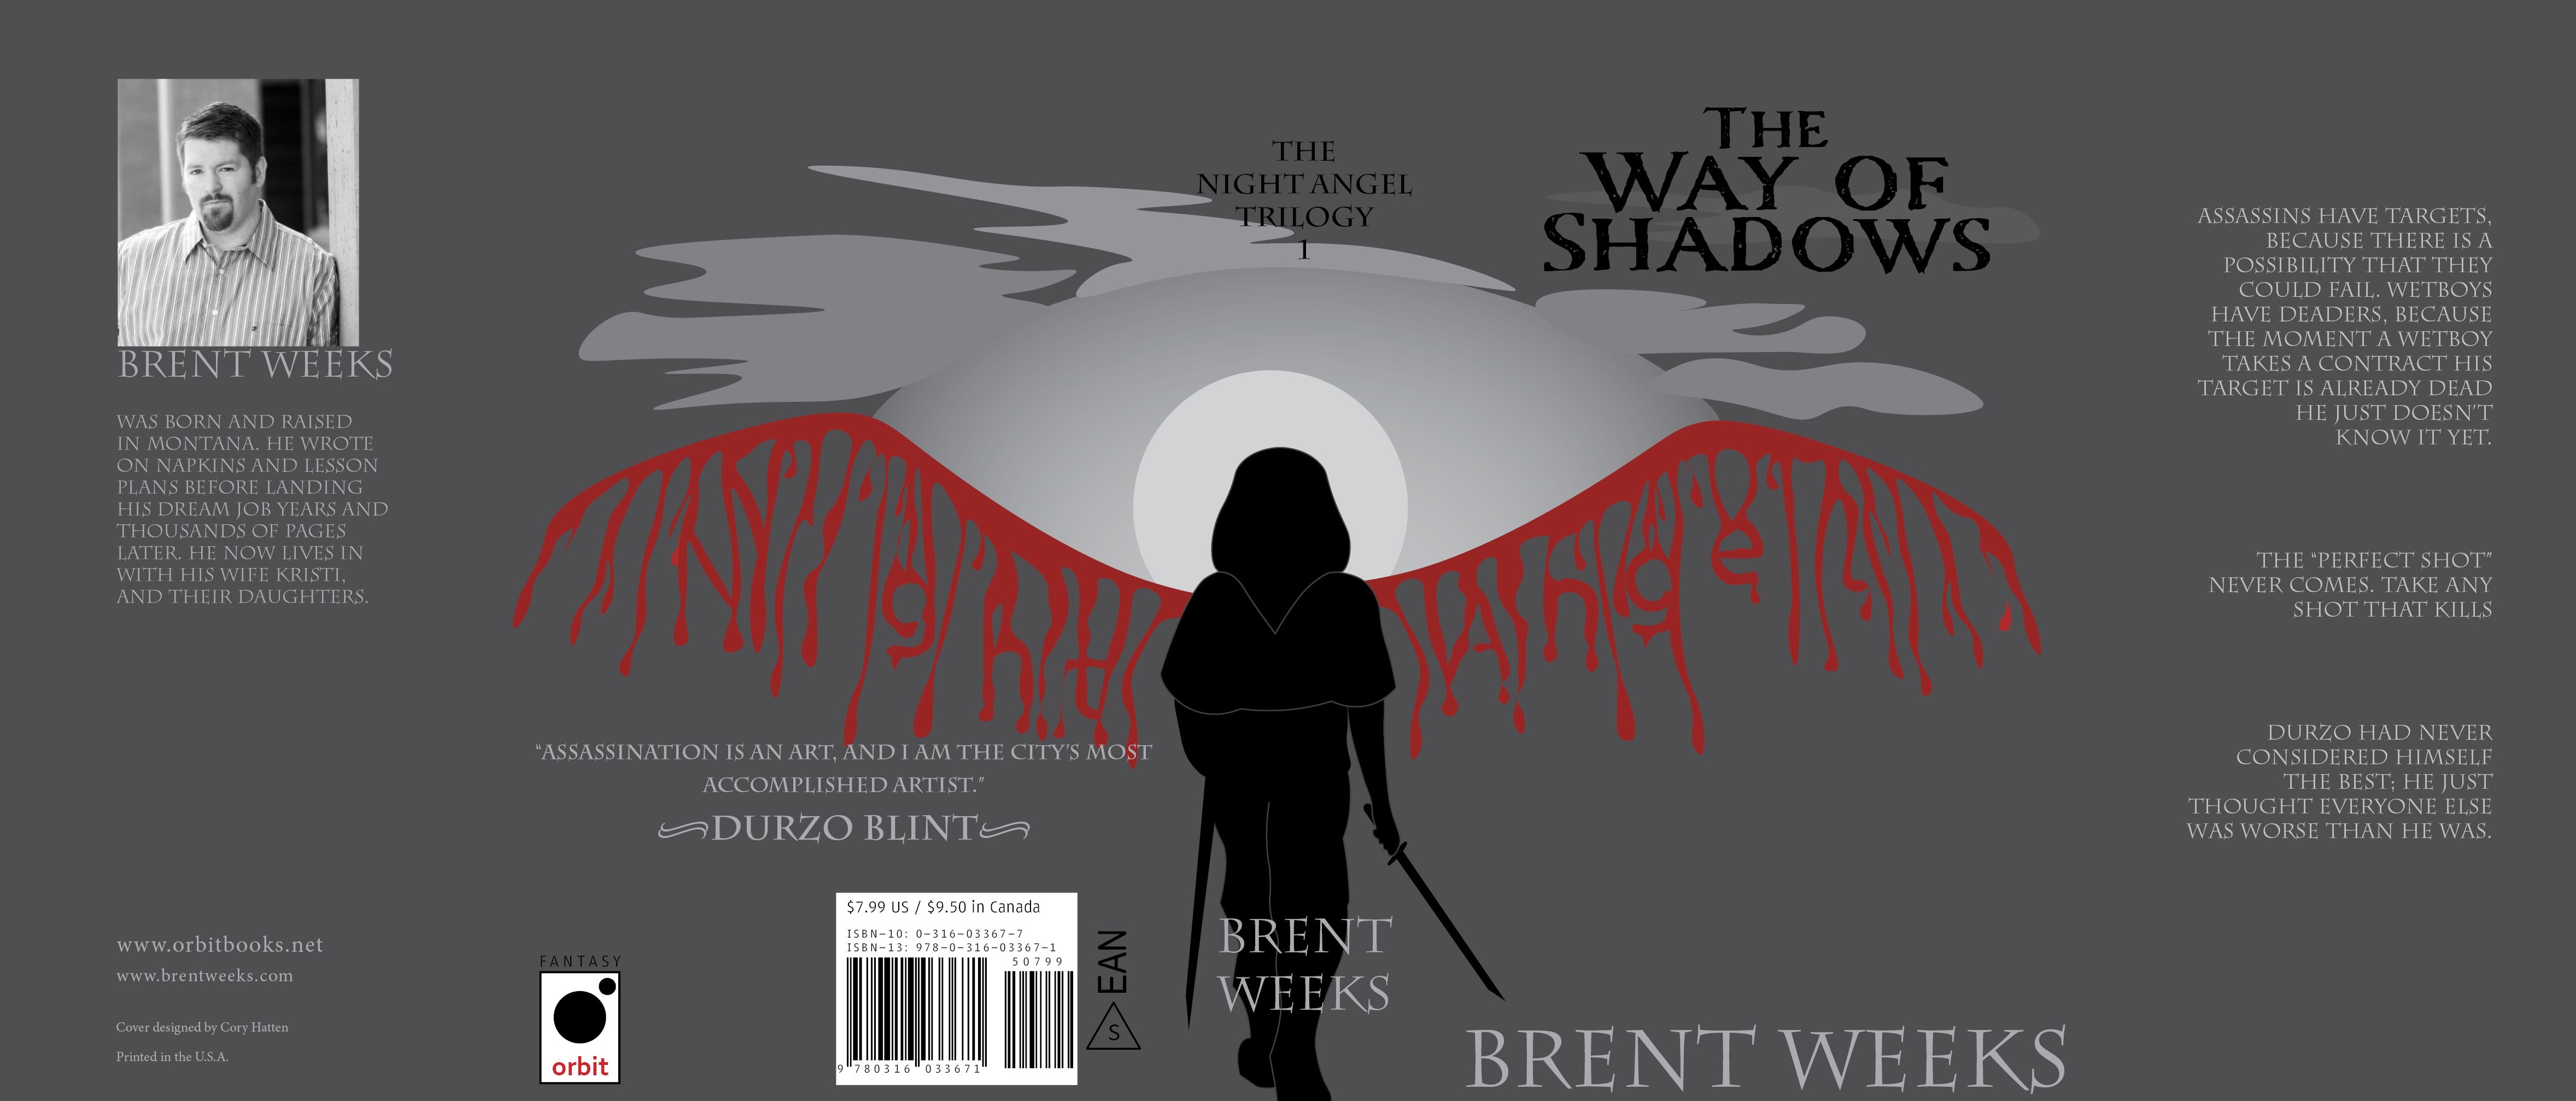 BRENT WEEKS
WAS BORN AND RAISED
IN MONTANA. HE WROTE
ON NAPKINS AND LESSON
PLANS BEFORE LANDING
HIS DREAM JOB YEARS AND
THOUSANDS OF PAGES
LATER. HE NOW LIVES IN
WITH HIS WIFE KRISTI,
AND THEIR DAUGHTERS.
www.orbitbooks.net
www.brentweeks.com
Cover designed by Cory Hatten
Printed in the U.S.A.
night
angel
"ASSASSINATION IS AN ART, AND I AM THE CITY'S MOST
ACCOMPLISHED ARTIST."
DURZO BLINT
FANTASY
orbit
$7.99 US / $9.50 in Canada
ISBN-10: 0-316-03367-7
ISBN-13: 978-0-316-03367-1
50799
9 780316 033671
EAN
S
THE
NIGHT ANGEL
TRILOGY
1
BRENT
WEEKS
THE
WAY OF
SHADOWS
BRENT WEEKS
ASSASSINS HAVE TARGETS,
BECAUSE THERE IS A
POSSIBILITY THAT THEY
COULD FAIL. WETBOYS
HAVE DEADERS, BECAUSE
THE MOMENT A WETBOY
TAKES A CONTRACT HIS
TARGET IS ALREADY DEAD
HE JUST DOESN'T
KNOW IT YET.
THE "PERFECT SHOT"
NEVER COMES. TAKE ANY
SHOT THAT KILLS
DURZO HAD NEVER
CONSIDERED HIMSELF
THE BEST; HE JUST
THOUGHT EVERYONE ELSE
WAS WORSE THAN HE WAS.